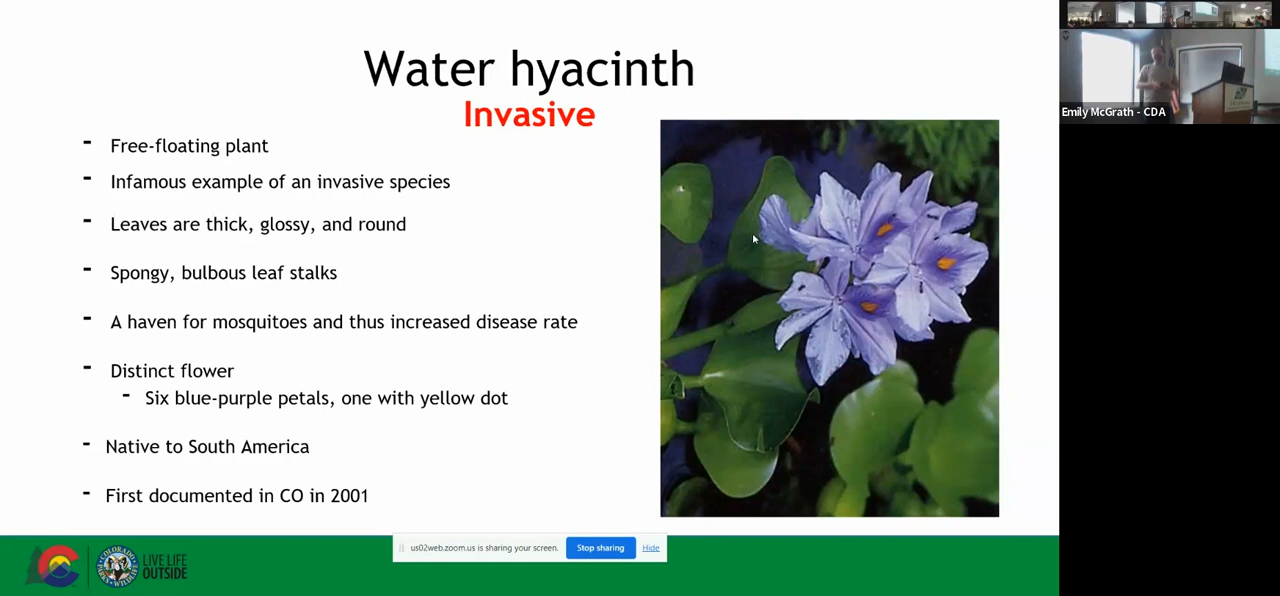 Water hyacinth
Invasive
- Free-floating plant
- Infamous example of an invasive species
- Leaves are thick, glossy, and round
- Spongy, bulbous leaf stalks
- A haven for mosquitoes and thus increased disease rate
- Distinct flower
- Six blue-purple petals, one with yellow dot
- Native to South America
- First documented in CO in 2001
COLORADO
PARKS
WILDLIFE
LIVE LIFE
OUTSIDE
us02web.zoom.us is sharing your screen. Stop sharing Hide
Emily McGrath - CDA